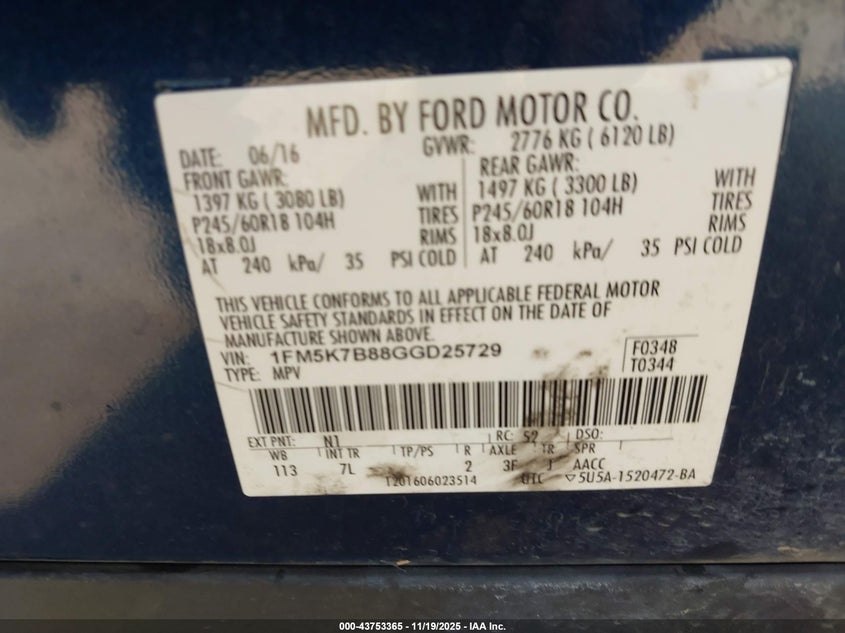 MFD. BY FORD MOTOR CO.
DATE: 06/16 GVWR: 2776 KG ( 6120 LB)
FRONT GAWR: REAR GAWR:
1397 KG ( 3080 LB) WITH 1497 KG ( 3300 LB) WITH
P245/60R18 104H TIRES P245/60R18 104H TIRES
18x8.0J RIMS 18x8.0J RIMS
AT 240 kPa/ 35 PSI COLD AT 240 kPa/ 35 PSI COLD
THIS VEHICLE CONFORMS TO ALL APPLICABLE FEDERAL MOTOR
VEHICLE SAFETY STANDARDS IN EFFECT ON THE DATE OF
MANUFACTURE SHOWN ABOVE.
VIN: 1FM5K7B88GGD25729 F0348
TYPE: MPV T0344
EXT PNT: N1 RC: 52 DSO:
WB INT TR TP/PS R AXLE TR SPR
113 7L 2 3F J AACC
1201606023514 UTC ▽5U5A-1520472-BA
000-43753365 - 11/19/2025 - IAA Inc.